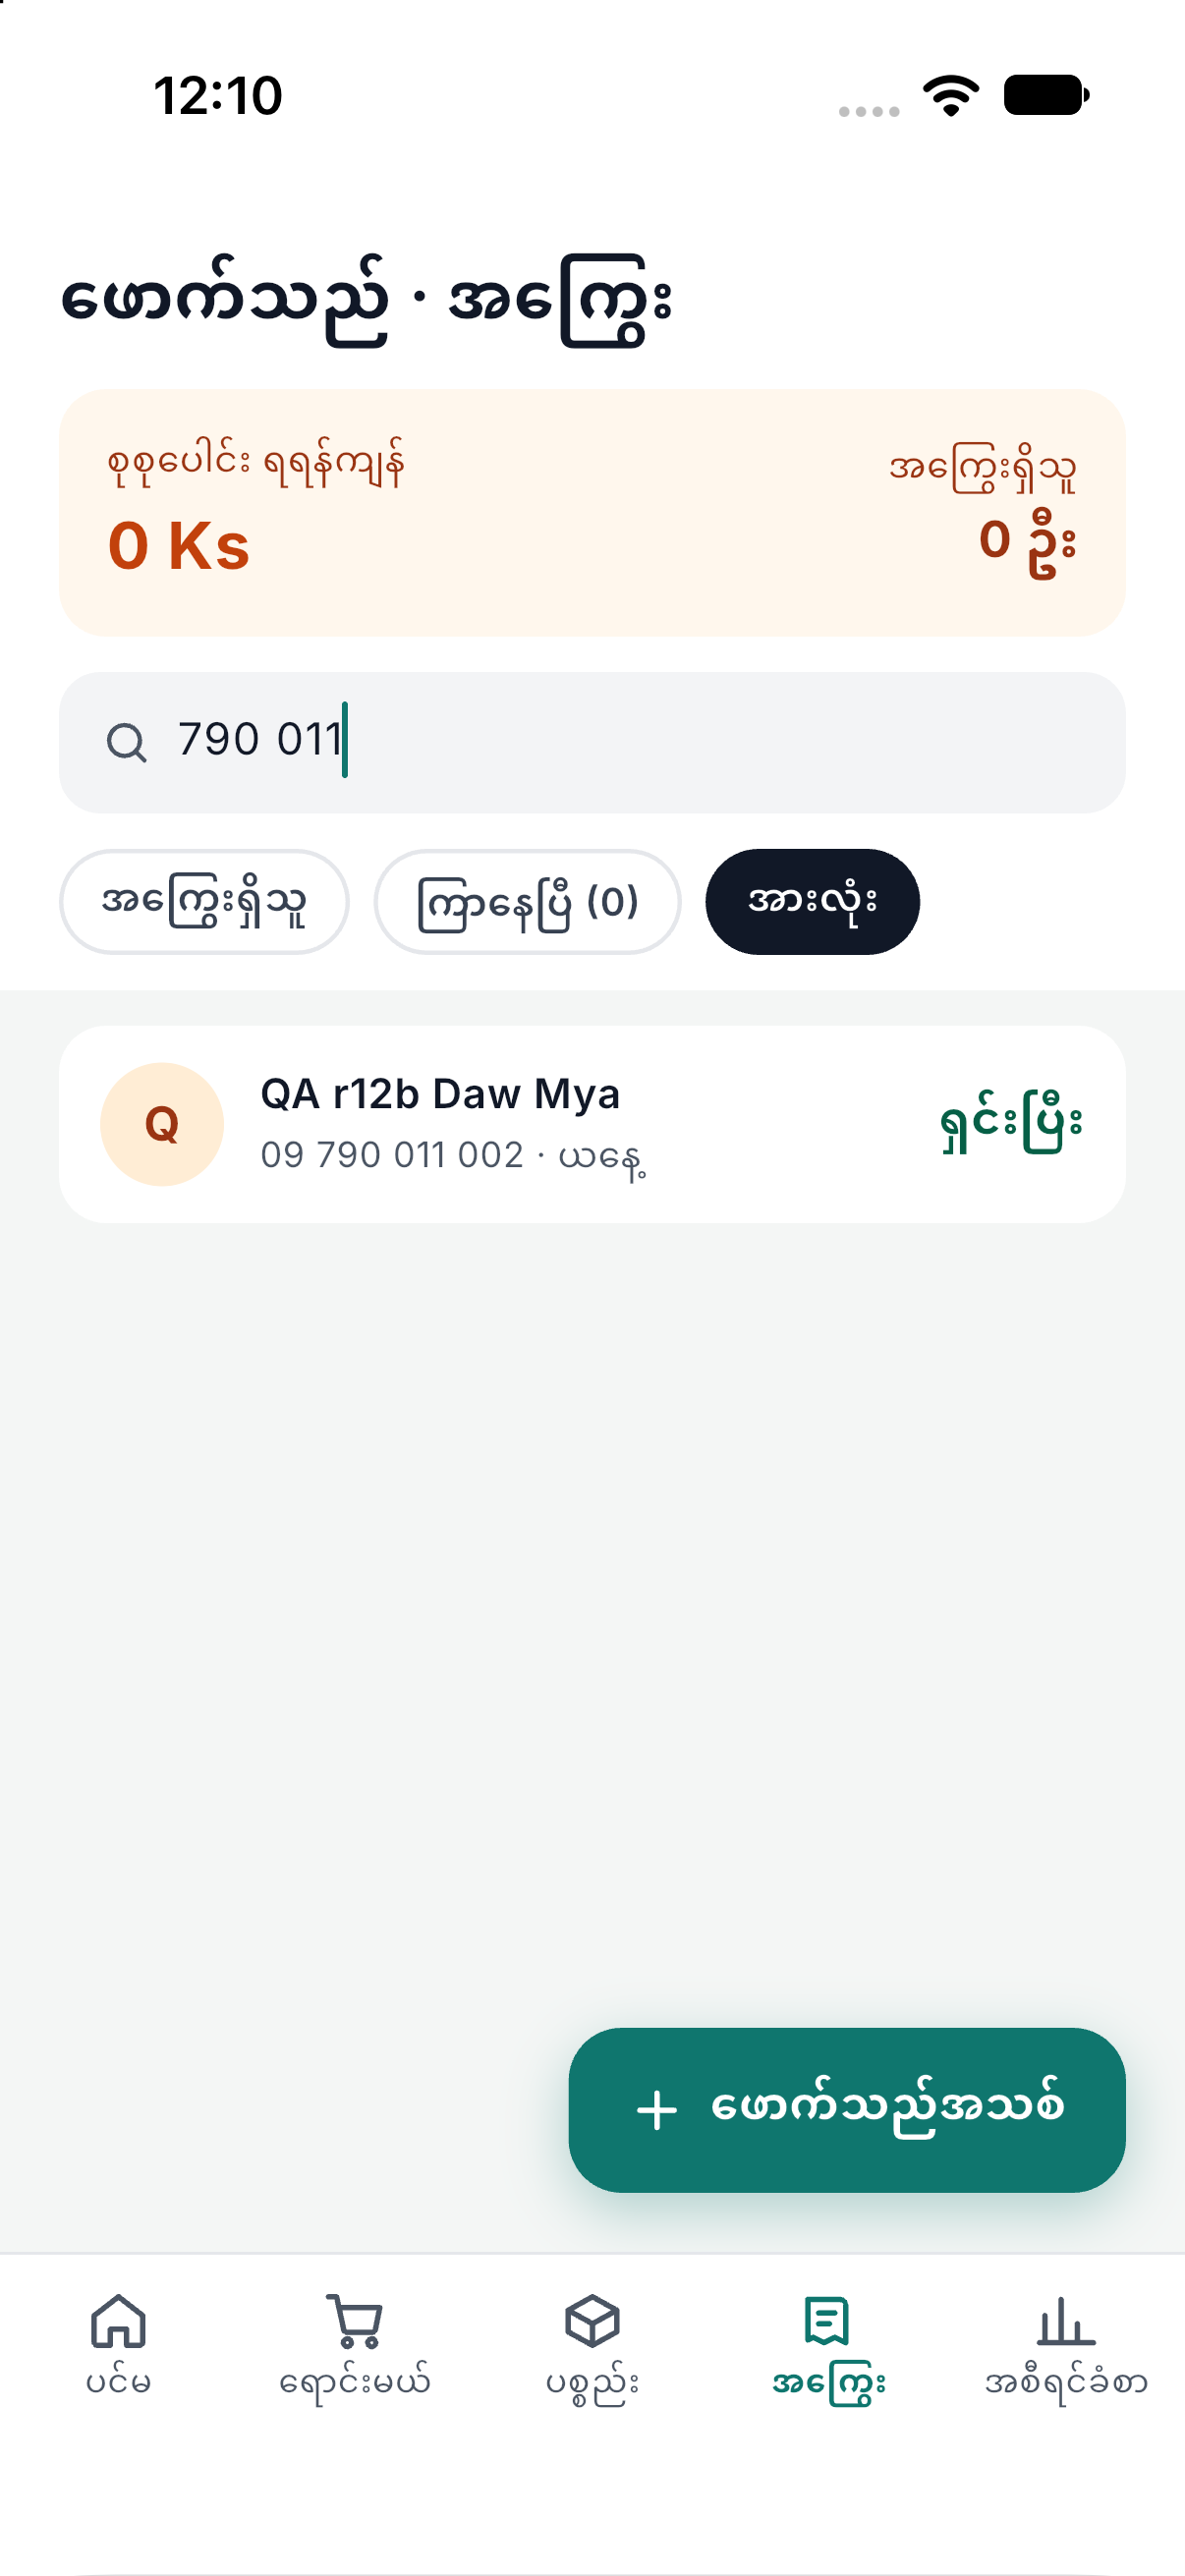 12:10
ဖောက်သည် · အကြွေး
စုစုပေါင်း ရရန်ကျန်
0 Ks
အကြွေးရှိသူ
0 ဦး
790 011
အကြွေးရှိသူ
ကြာနေပြီ (0)
အားလုံး
Q
QA r12b Daw Mya
09 790 011 002 · ယနေ့
ရှင်းပြီး
+ ဖောက်သည်အသစ်
ပင်မ
ရောင်းမယ်
ပစ္စည်း
အကြွေး
အစီရင်ခံစာ